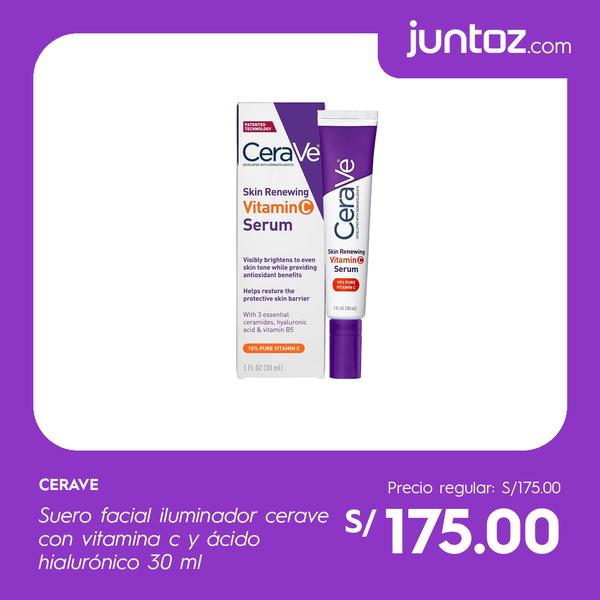 juntoz.com
PATENTED
TECHNOLOGY
CeraVe
DEVELOPED WITH DERMATOLOGISTS
Skin Renewing
Vitamin C
Serum
Visibly brightens to even
skin tone while providing
antioxidant benefits
Helps restore the
protective skin barrier
With 3 essential
ceramides, hyaluronic
acid & vitamin B5
10% PURE VITAMIN C
1 FL OZ (30 ml)
CeraVe
DEVELOPED WITH DERMATOLOGISTS
Skin Renewing
Vitamin C
Serum
10% PURE
VITAMIN C
1 FL OZ (30 ml)
CERAVE
Suero facial iluminador cerave
con vitamina c y ácido
hialurónico 30 ml
Precio regular: S/175.00
S/ 175.00